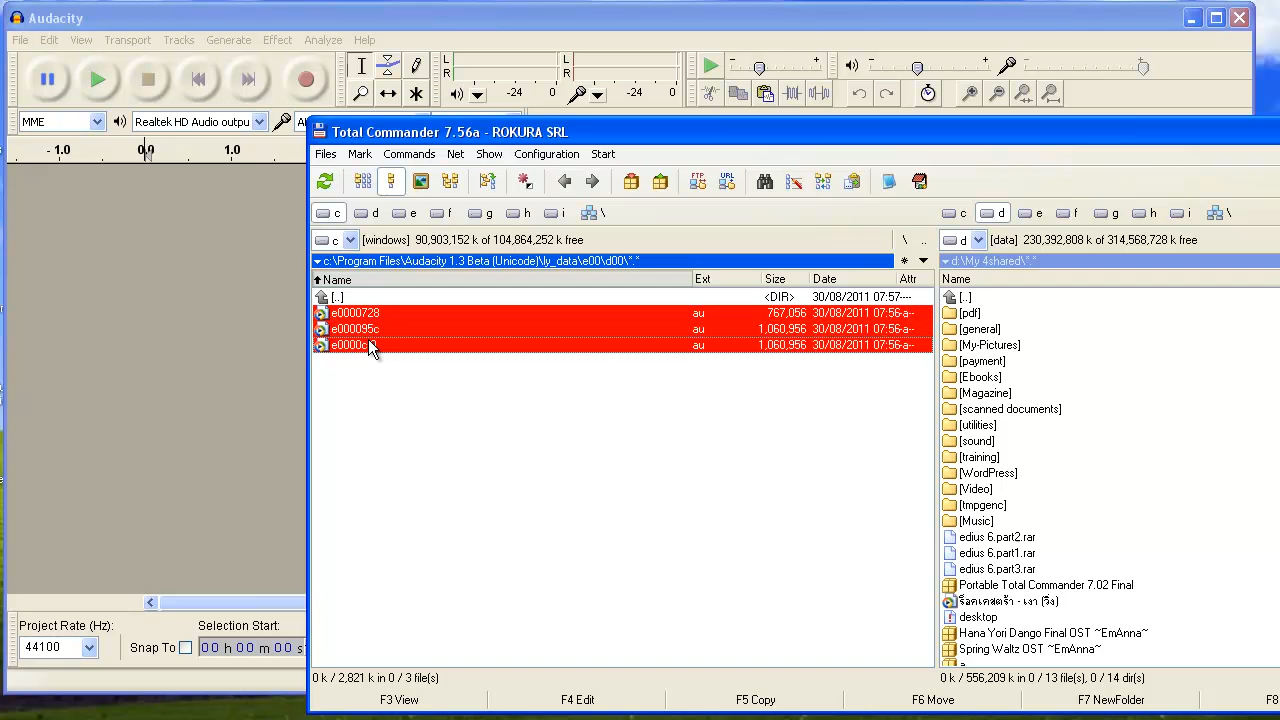 Audacity
File Edit View Transport Tracks Generate Effect Analyze Help
L R L R
-24 0 -24 0
MME Realtek HD Audio outpu
- 1.0 0.0 1.0
Project Rate (Hz): Selection Start:
44100 Snap To 00 h 00 m 00 s
Total Commander 7.56a - ROKURA SRL
Files Mark Commands Net Show Configuration Start
FTP URL
c d e f g h i \
c [windows] 90,903,152 k of 104,864,252 k free \ ..
c:\Program Files\Audacity 1.3 Beta (Unicode)\ly_data\e00\d00\*.* *
Name Ext Size Date Attr
[..] <DIR> 30/08/2011 07:57----
e0000728 au 767,056 30/08/2011 07:56-a--
e000095c au 1,060,956 30/08/2011 07:56-a--
au 1,060,956 30/08/2011 07:56-a--
0 k / 2,821 k in 0 / 3 file(s)
c d e f g h i \
d [data] 230,392,808 k of 314,568,728 k free
d:\My 4shared\*.*
Name
[..]
[pdf]
[general]
[My-Pictures]
[payment]
[Ebooks]
[Magazine]
[scanned documents]
[utilities]
[sound]
[training]
[WordPress]
[Video]
[tmpgenc]
[Music]
edius 6.part2.rar
edius 6.part1.rar
edius 6.part3.rar
Portable Total Commander 7.02 Final
desktop
Hana Yori Dango Final OST ~EmAnna~
Spring Waltz OST ~EmAnna~
0 k / 556,209 k in 0 / 13 file(s), 0 / 14 dir(s)
F3 View F4 Edit F5 Copy F6 Move F7 NewFolder F8